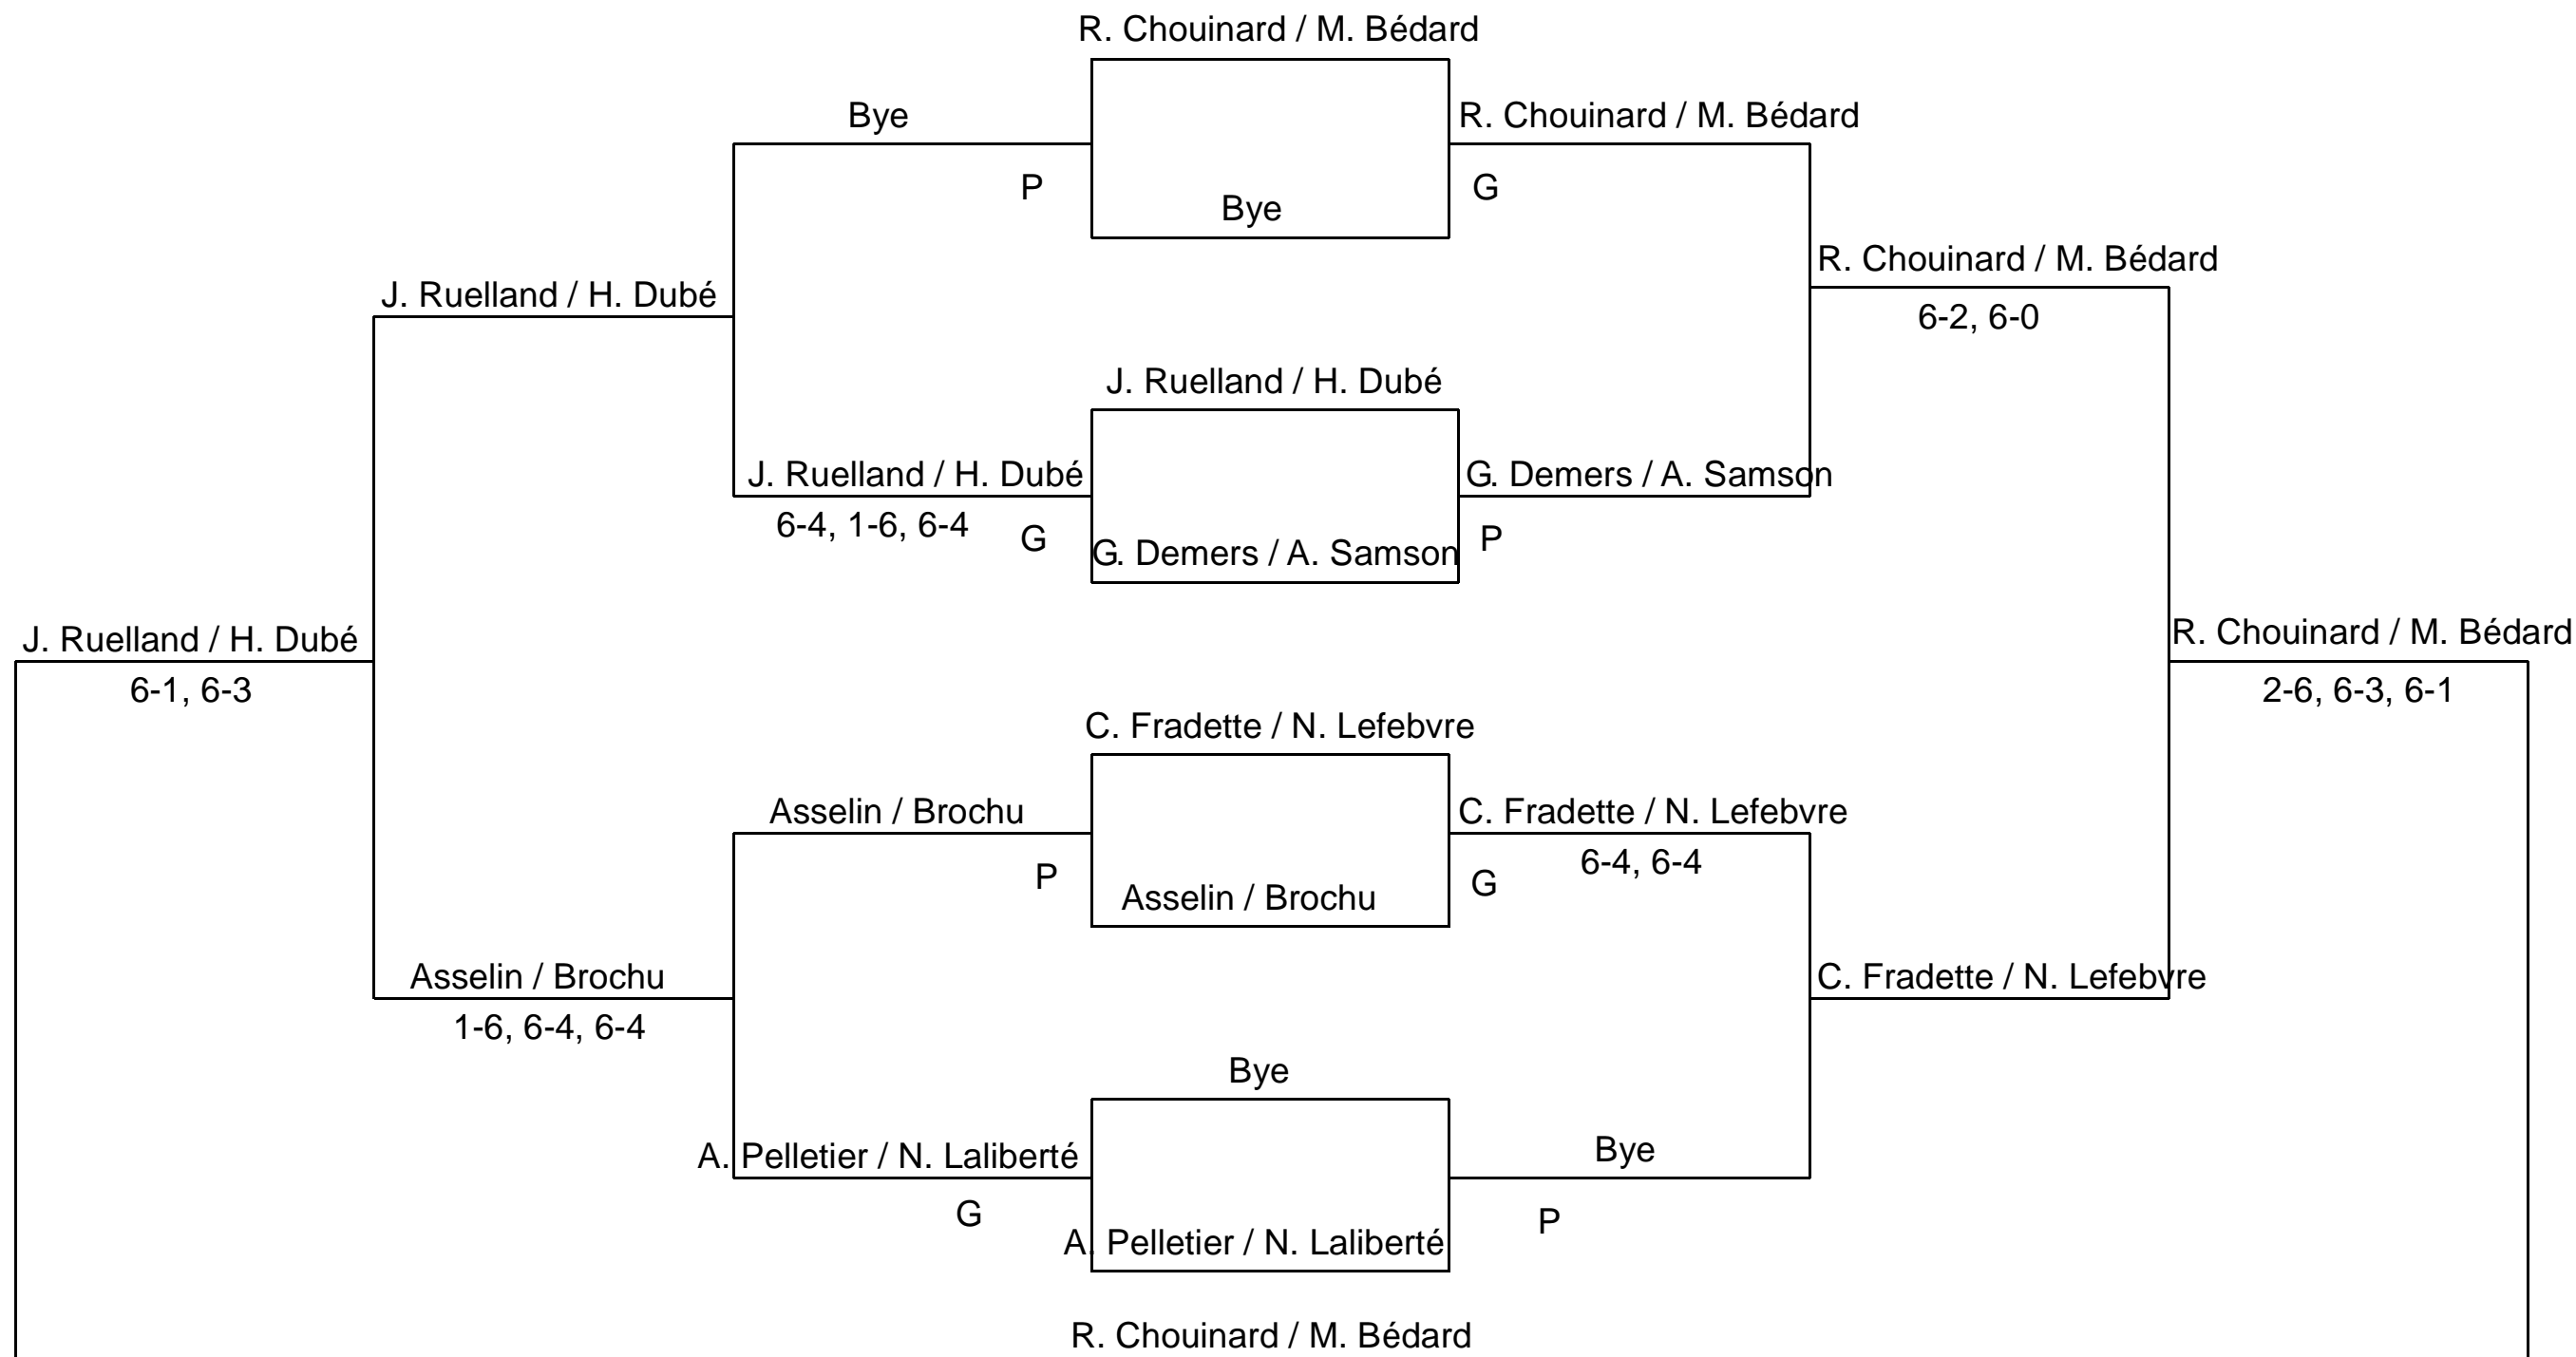 R. Chouinard / M. Bédard
Bye
R. Chouinard / M. Bédard
P
G
Bye
R. Chouinard / M. Bédard
J. Ruelland / H. Dubé
6-2, 6-0
J. Ruelland / H. Dubé
J. Ruelland / H. Dubé
G. Demers / A. Samson
6-4, 1-6, 6-4
G
G. Demers / A. Samson
P
J. Ruelland / H. Dubé
R. Chouinard / M. Bédard
6-1, 6-3
2-6, 6-3, 6-1
C. Fradette / N. Lefebvre
Asselin / Brochu
C. Fradette / N. Lefebvre
6-4, 6-4
P
G
Asselin / Brochu
Asselin / Brochu
C. Fradette / N. Lefebvre
1-6, 6-4, 6-4
Bye
A. Pelletier / N. Laliberté
Bye
G
P
A. Pelletier / N. Laliberté
R. Chouinard / M. Bédard